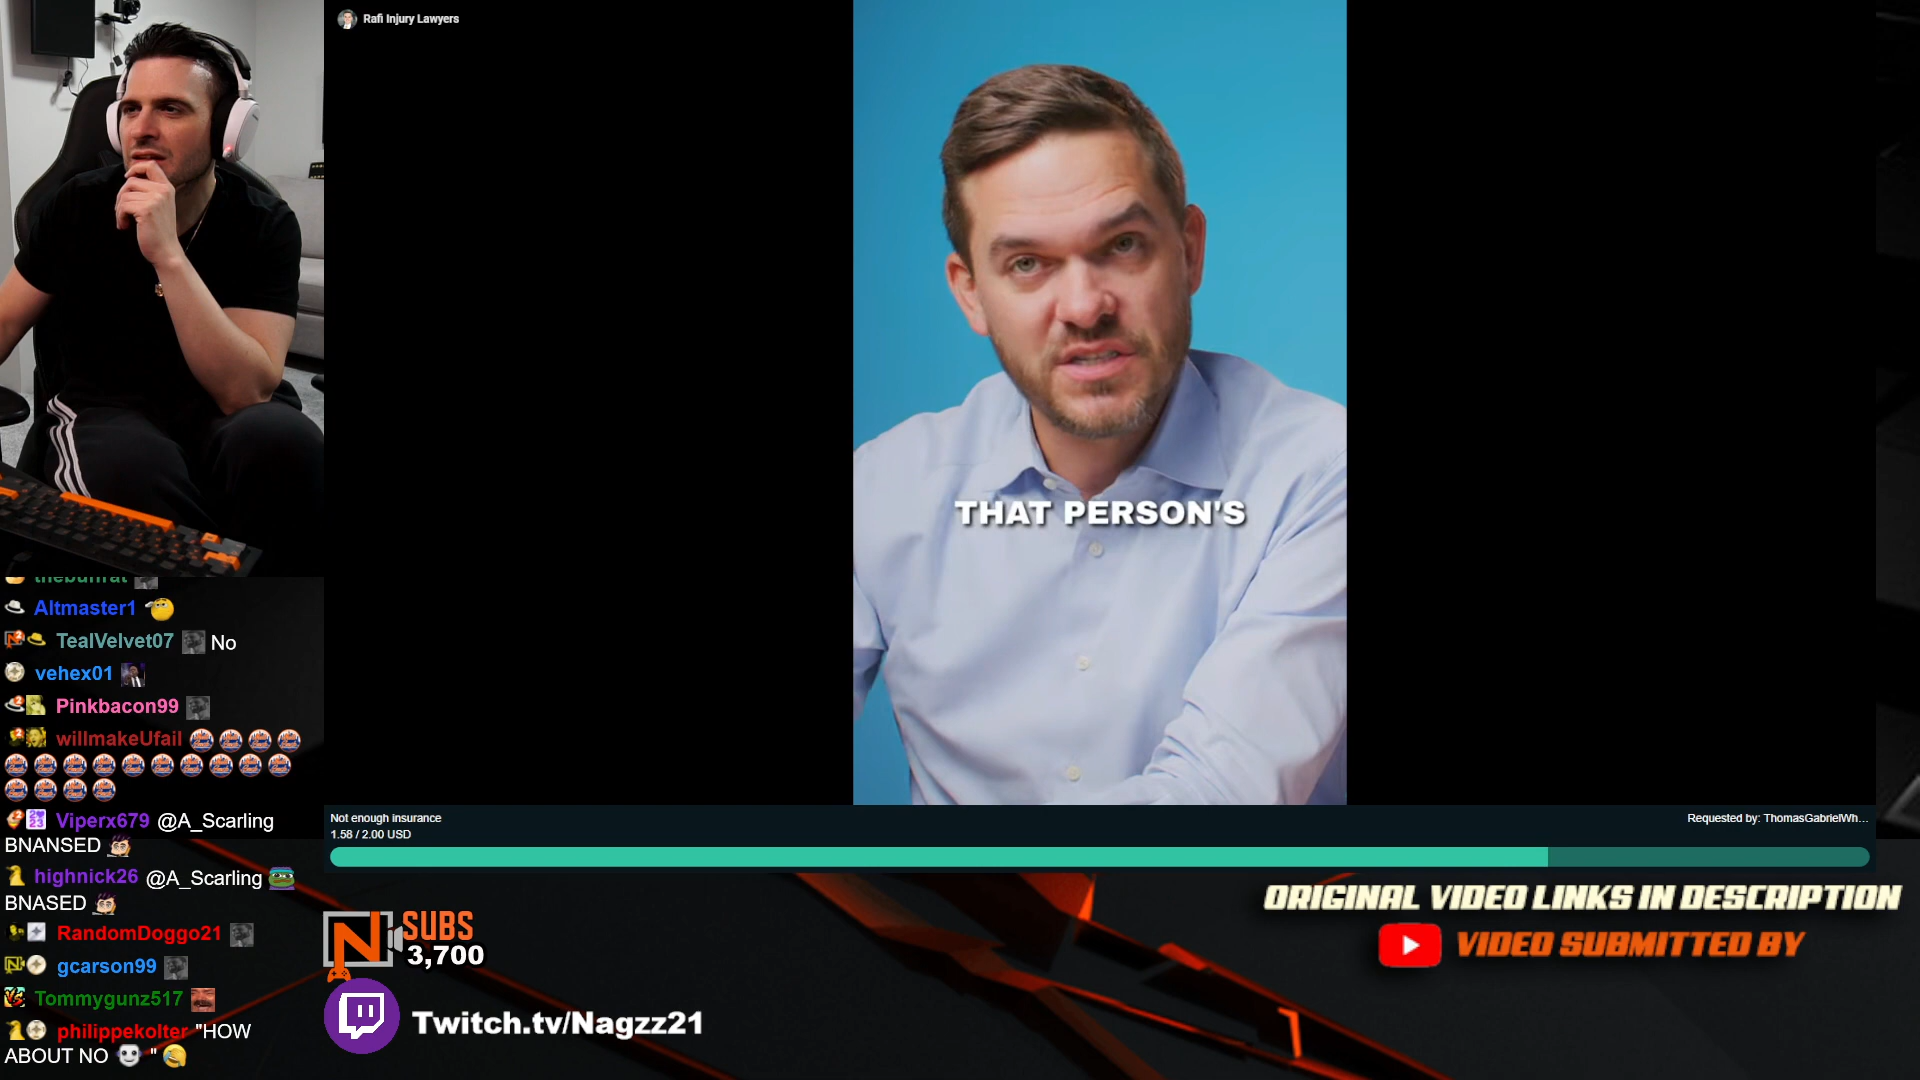 Rafi Injury Lawyers
THAT PERSON'S
Altmaster1
TealVelvet07 No
vehex01
Pinkbacon99
willmakeUfail
Viperx679 @A_Scarling
BNANSED
highnick26 @A_Scarling
BNASED
RandomDoggo21
gcarson99
Tommygunz517
philippekolter "HOW
ABOUT NO "
Not enough insurance
1.58 / 2.00 USD
Requested by: ThomasGabrielWh...
ORIGINAL VIDEO LINKS IN DESCRIPTION
VIDEO SUBMITTED BY
N SUBS
3,700
Twitch.tv/Nagzz21